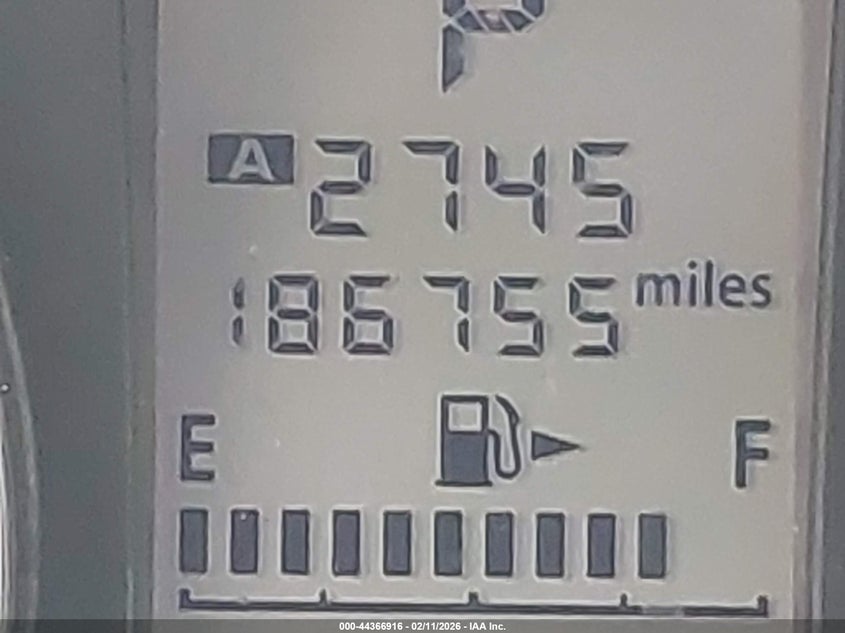 P
A 2745
186755 miles
E F
000-44366916 - 02/11/2026 - IAA Inc.